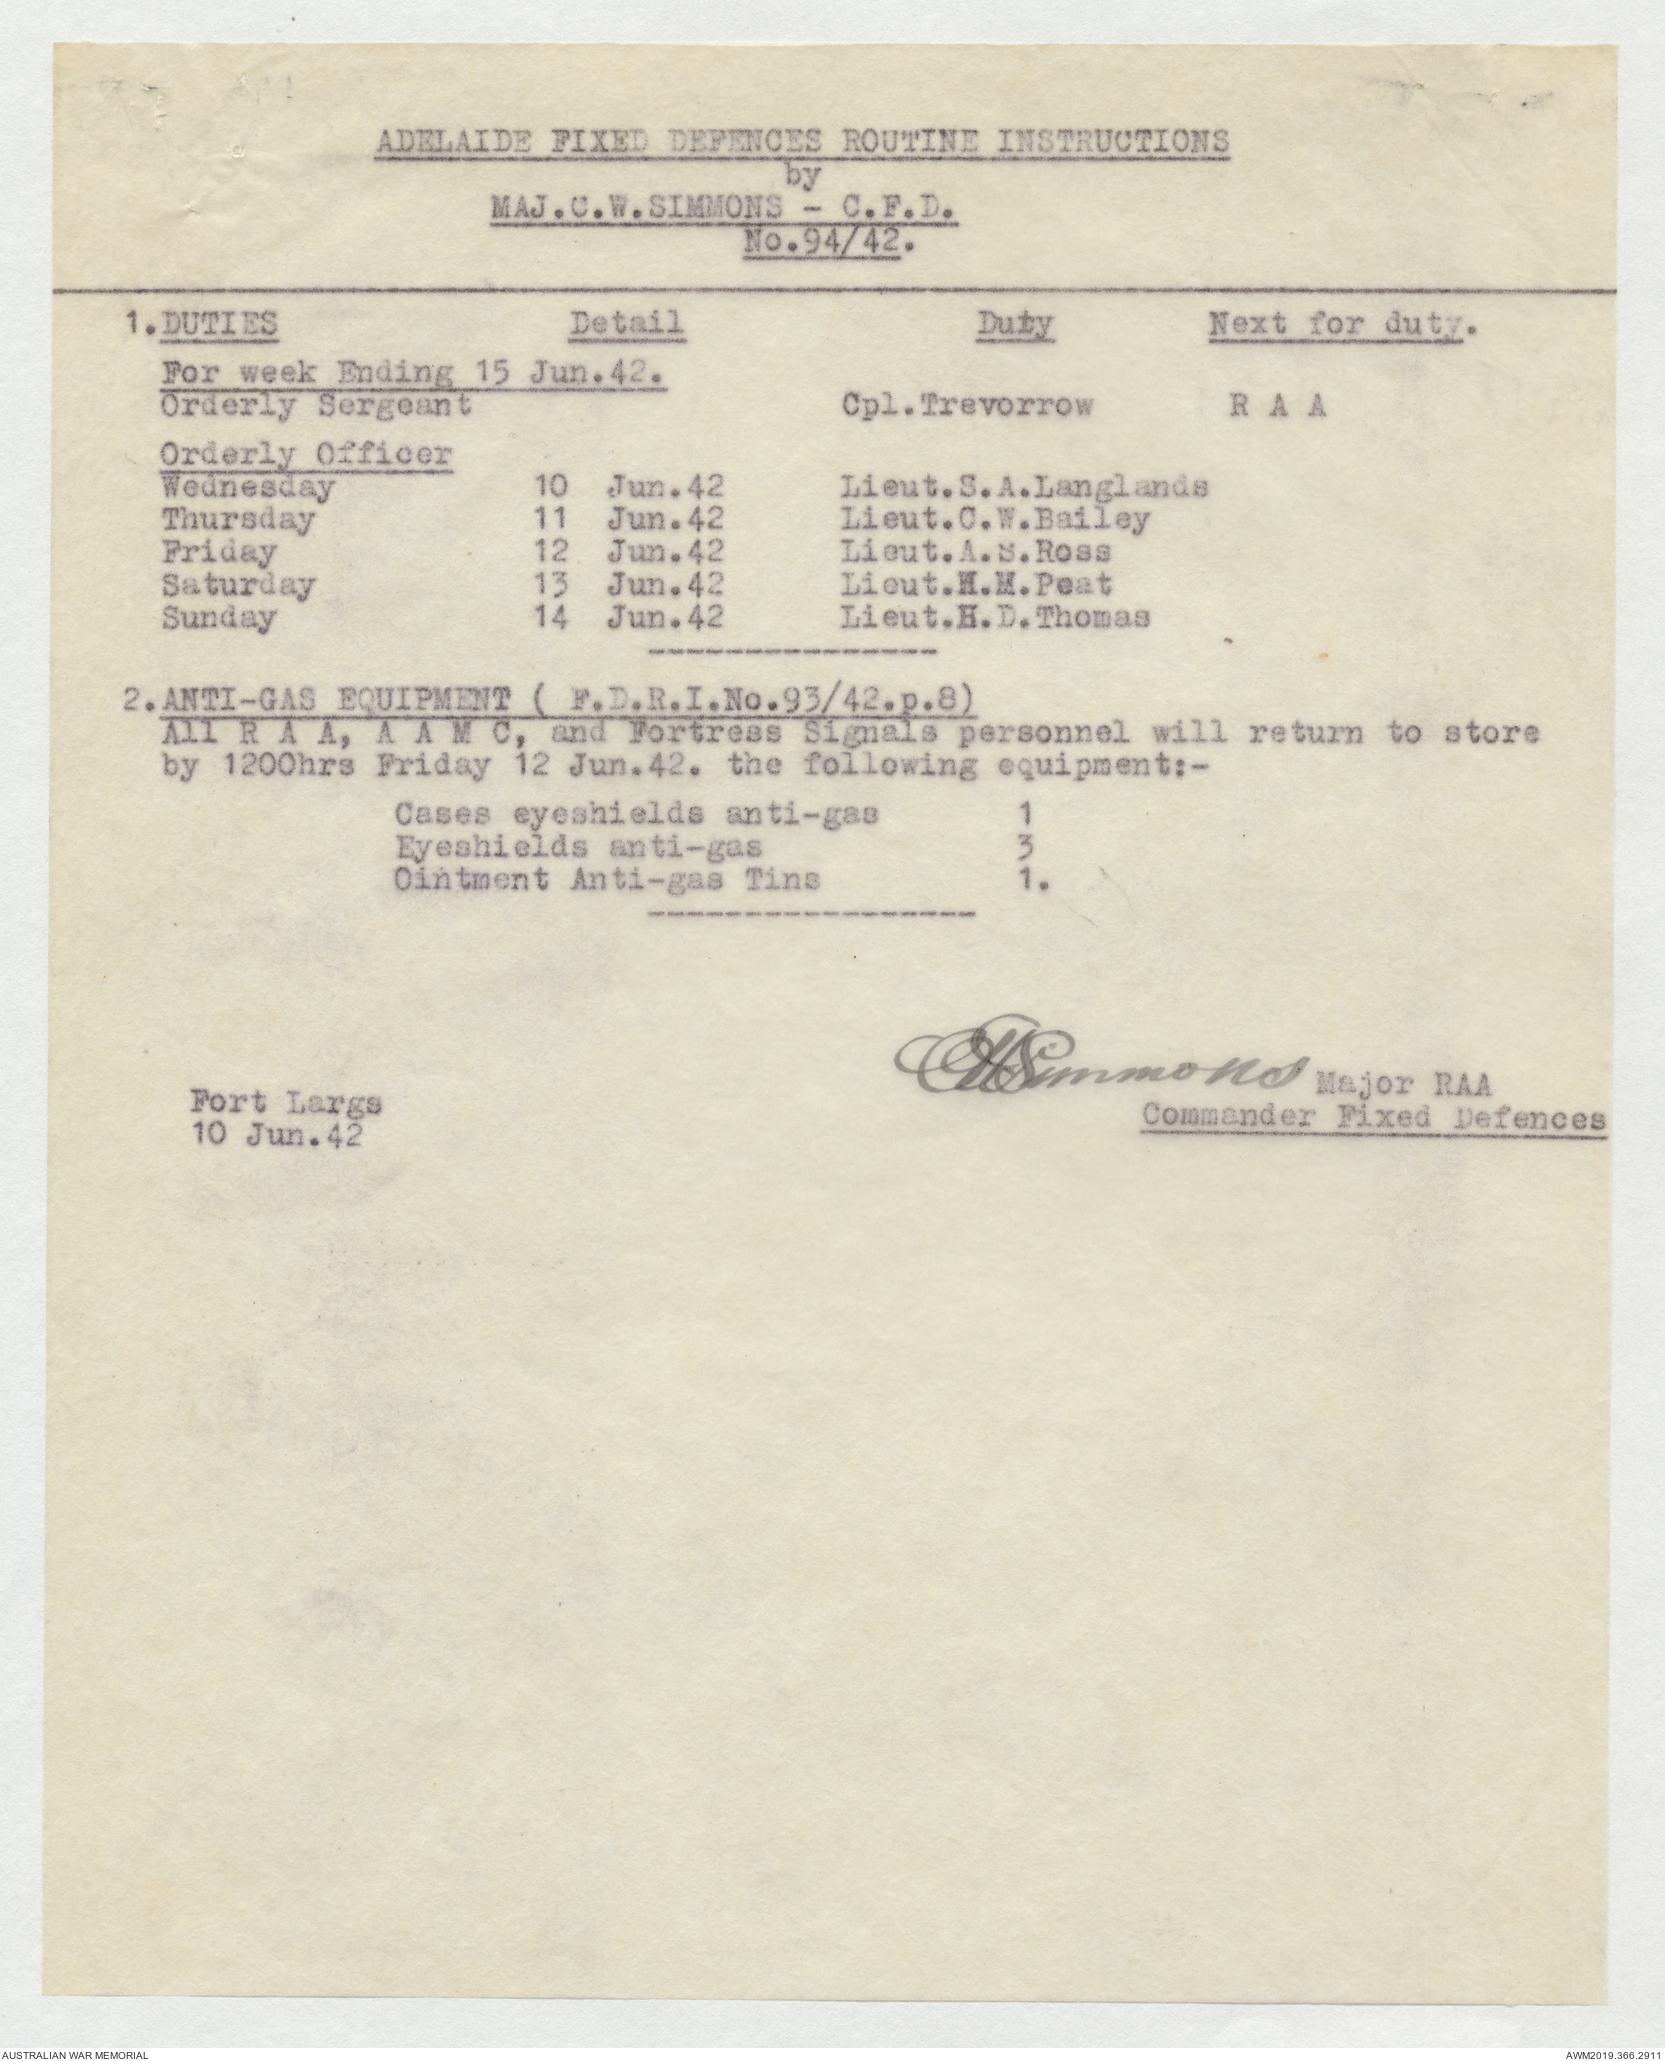 ADELAIDE FIXED DEFENCES ROUTINE INSTRUCTIONS
by
MAJ.C.W.SIMMONS - C.F.D.
No.94/42.
1.DUTIES Detail Duty Next for duty.
For week Ending 15 Jun.42.
Orderly Sergeant Cpl.Trevorrow R A A
Orderly Officer
Wednesday 10 Jun.42 Lieut.S.A.Langlands
Thursday 11 Jun.42 Lieut.C.W.Bailey
Friday 12 Jun.42 Lieut.A.S.Ross
Saturday 13 Jun.42 Lieut.H.M.Peat
Sunday 14 Jun.42 Lieut.H.D.Thomas
-----------------
2.ANTI-GAS EQUIPMENT ( F.D.R.I.No.93/42.p.8)
All R A A, A A M C, and Fortress Signals personnel will return to store
by 1200hrs Friday 12 Jun.42. the following equipment:-
Cases eyeshields anti-gas 1
Eyeshields anti-gas 3
Ointment Anti-gas Tins 1.
-----------------
CWSimmons Major RAA
Commander Fixed Defences
Fort Largs
10 Jun.42
AUSTRALIAN WAR MEMORIAL AWM2019.366.2911